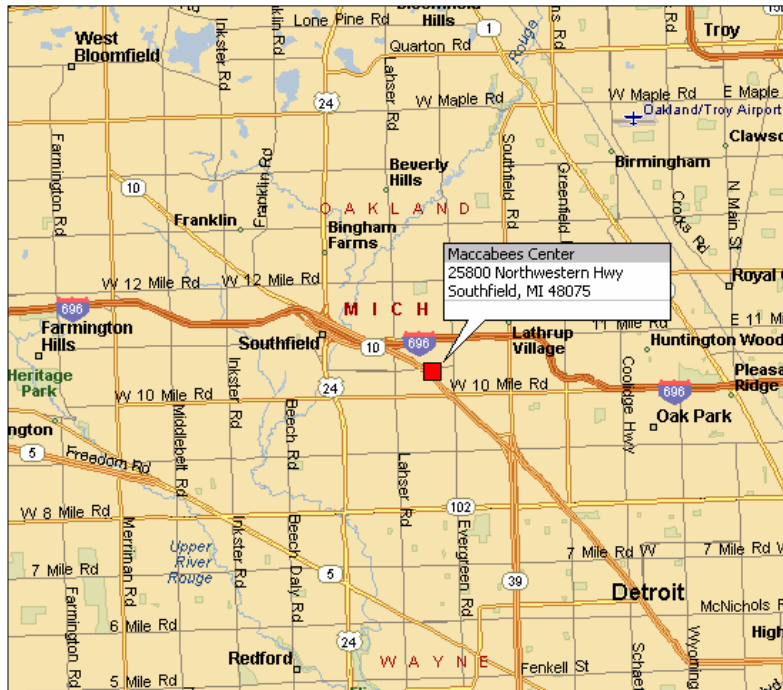 Bloomfield
Hills
Lone Pine Rd
Troy
West
Bloomfield
Inkster Rd
Lahser Rd
1
Quarton Rd
Rouge
24
W Maple Rd
W Maple Rd
E Maple Rd
Oakland/Troy Airport
Farmington Rd
Franklin Rd
Southfield Rd
Greenfield
Birmingham
Beverly
Hills
10
Franklin
OAKLAND
Bingham
Farms
Crooks Rd
N Main St
W 12 Mile Rd
W 12 Mile Rd
Maccabees Center
25800 Northwestern Hwy
Southfield, MI 48075
696
MICH
Farmington
Hills
Southfield
10
696
Lathrup
Village
11 Mile Rd
E 11 Mi
Huntington Wood
Heritage
Park
Inkster Rd
24
W 10 Mile Rd
W 10 Mile Rd
Coolidge Hwy
696
Pleasa
Ridge
Oak Park
ngton
5
Freedom Rd
Middlebelt Rd
Beech Rd
Lahser Rd
W 8 Mile Rd
102
Merriman Rd
Inkster Rd
Beech Daly Rd
Evergreen Rd
7 Mile Rd W
7 Mile Rd
Upper
River
Rouge
5
39
7 Mile Rd
Detroit
Farmington Rd
McNichols R
6 Mile Rd
24
Wyoming
High
Redford
WAYNE
Fenkell St
5 Mile Rd